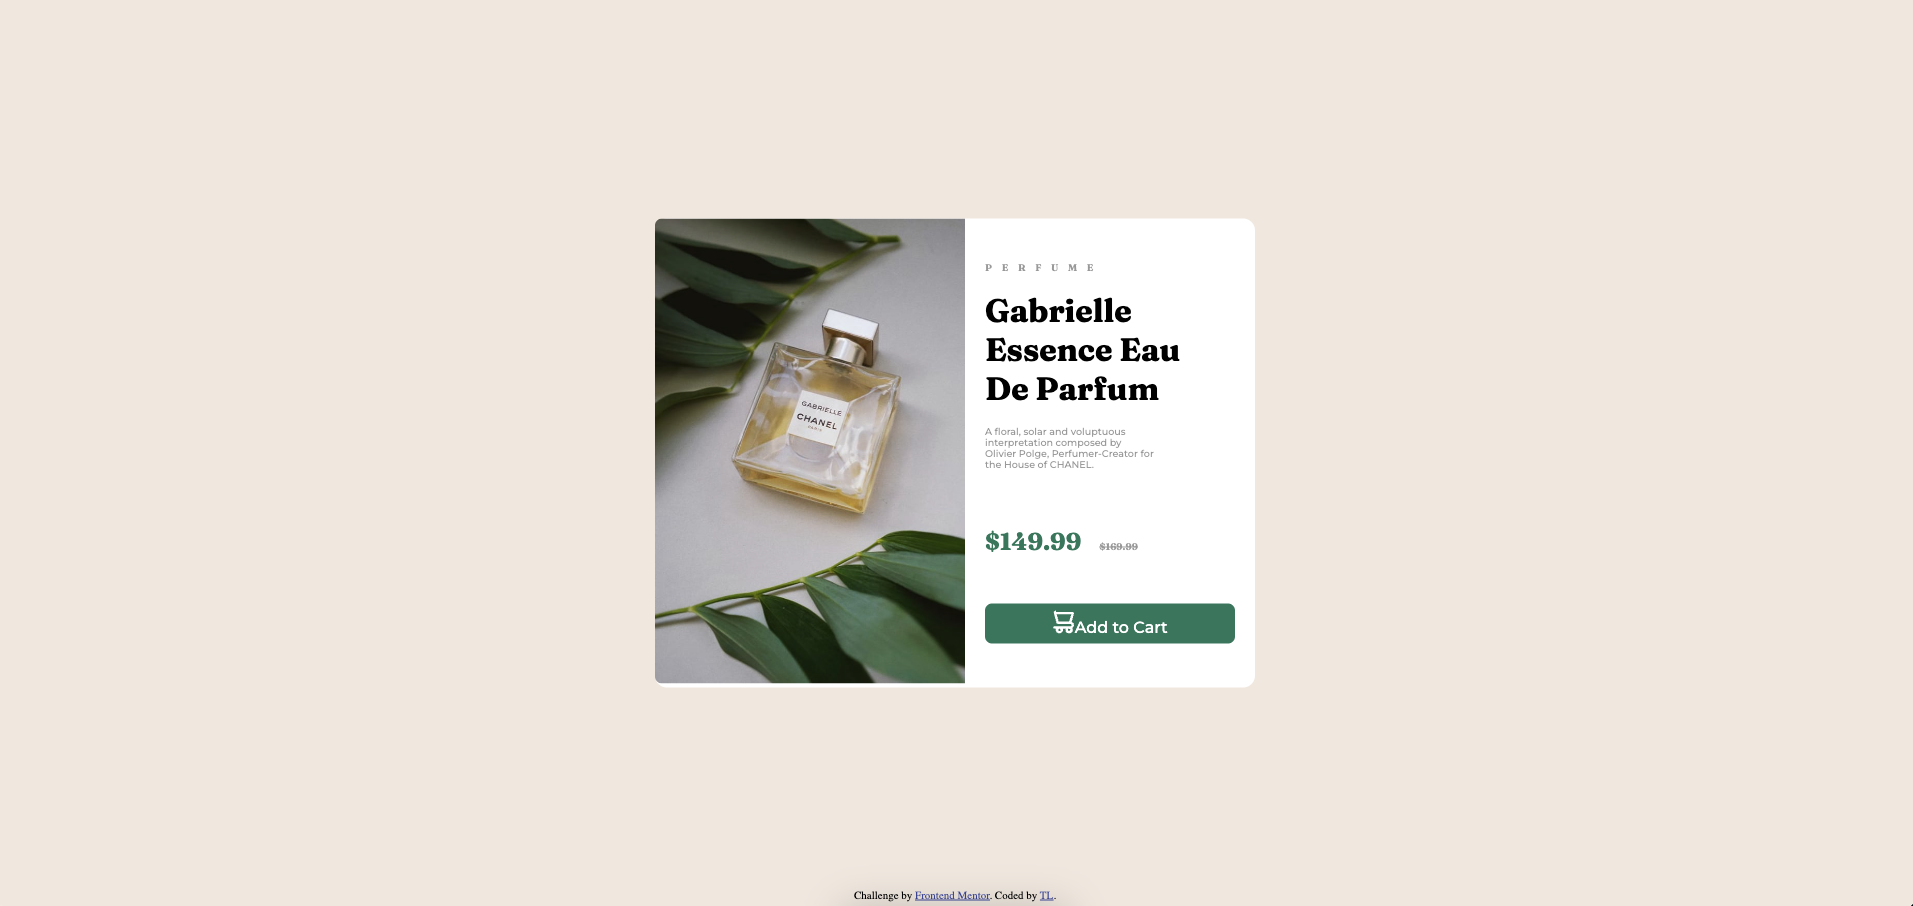 P E R F U M E
Gabrielle
Essence Eau
De Parfum
A floral, solar and voluptuous
interpretation composed by
Olivier Polge, Perfumer-Creator for
the House of CHANEL.
$149.99 $169.99
Add to Cart
GABRIELLE
CHANEL
PARIS
Challenge by Frontend Mentor. Coded by TL.